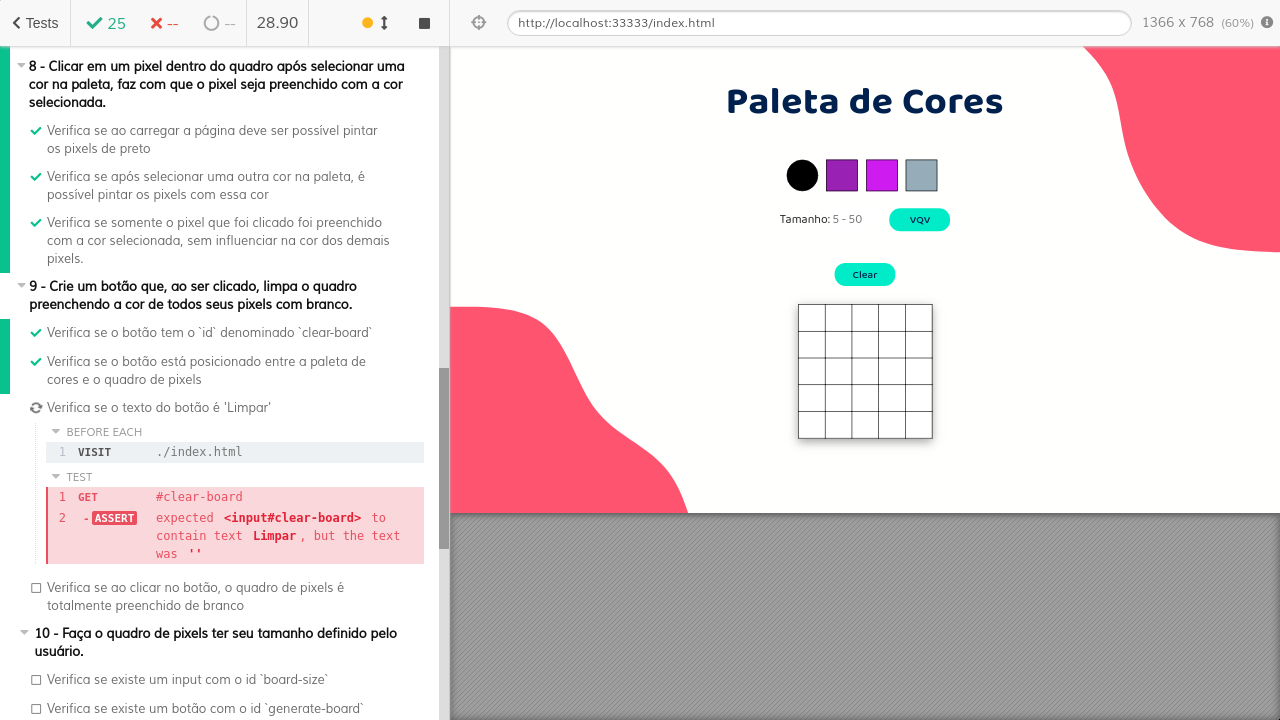 Tests
25
--
--
28.90
http://localhost:33333/index.html
1366 x 768 (60%)
8 - Clicar em um pixel dentro do quadro após selecionar uma
cor na paleta, faz com que o pixel seja preenchido com a cor
selecionada.
Verifica se ao carregar a página deve ser possível pintar
os pixels de preto
Verifica se após selecionar uma outra cor na paleta, é
possível pintar os pixels com essa cor
Verifica se somente o pixel que foi clicado foi preenchido
com a cor selecionada, sem influenciar na cor dos demais
pixels.
9 - Crie um botão que, ao ser clicado, limpa o quadro
preenchendo a cor de todos seus pixels com branco.
Verifica se o botão tem o `id` denominado `clear-board`
Verifica se o botão está posicionado entre a paleta de
cores e o quadro de pixels
Verifica se o texto do botão é 'Limpar'
BEFORE EACH
1 VISIT ./index.html
TEST
1 GET #clear-board
2 -ASSERT expected <input#clear-board> to
contain text Limpar, but the text
was ''
Verifica se ao clicar no botão, o quadro de pixels é
totalmente preenchido de branco
10 - Faça o quadro de pixels ter seu tamanho definido pelo
usuário.
Verifica se existe um input com o id `board-size`
Verifica se existe um botão com o id `generate-board`
Paleta de Cores
Tamanho: 5 - 50
VQV
Clear